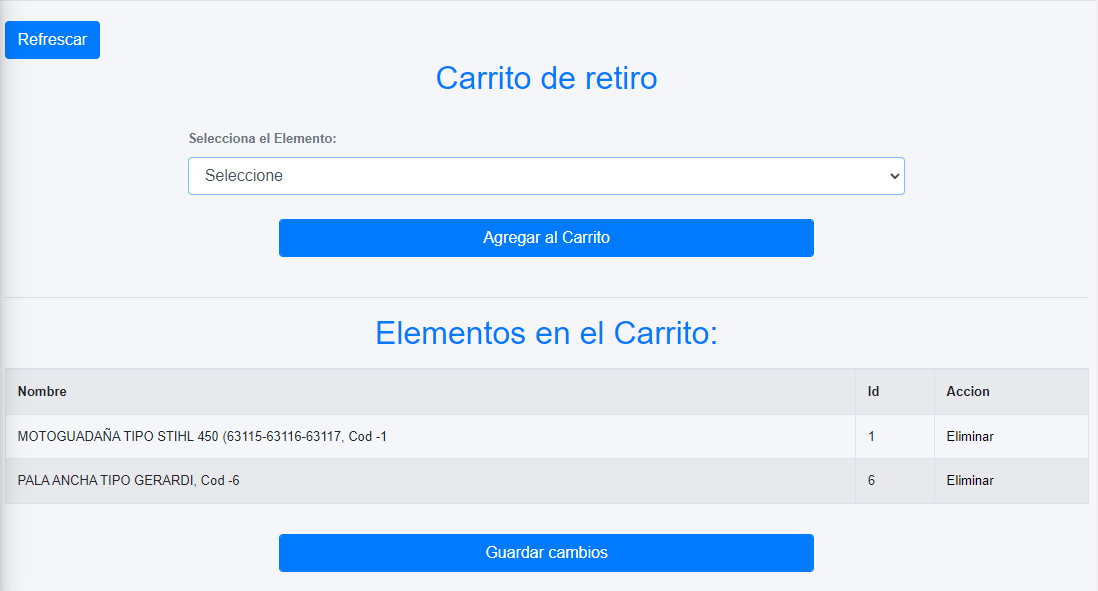 Refrescar
Carrito de retiro
Selecciona el Elemento:
Seleccione
Agregar al Carrito
Elementos en el Carrito:
Nombre Id Accion
MOTOGUADAÑA TIPO STIHL 450 (63115-63116-63117, Cod -1 1 Eliminar
PALA ANCHA TIPO GERARDI, Cod -6 6 Eliminar
Guardar cambios